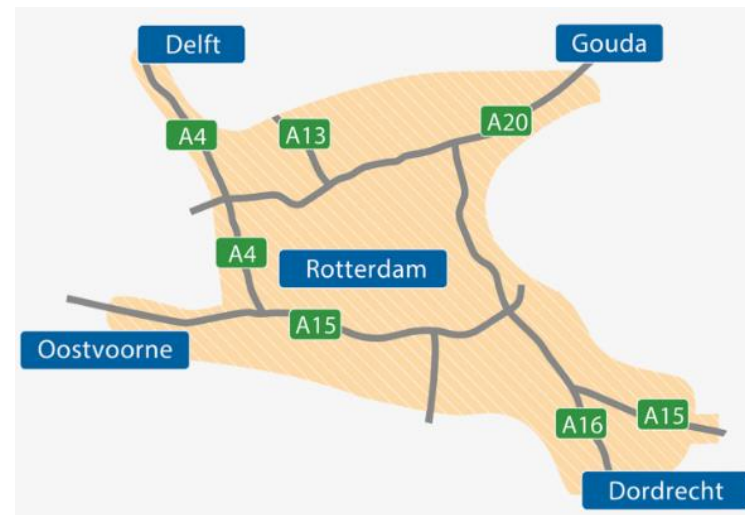 Delft
Gouda
A4
A13
A20
A4
Rotterdam
A15
Oostvoorne
A16
A15
Dordrecht